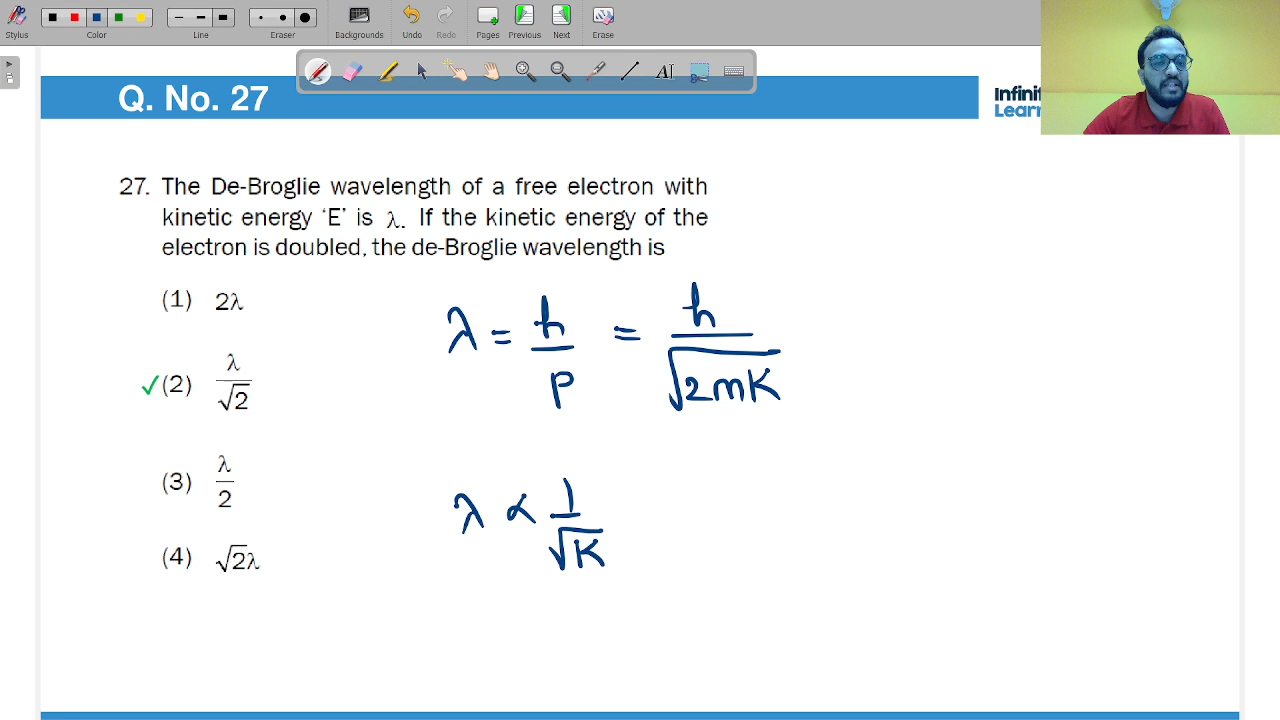 Stylus
Color
Line
Eraser
Backgrounds
Undo
Redo
Pages
Previous
Next
Erase
Q. No. 27
Infinit
Learn
27. The De-Broglie wavelength of a free electron with
kinetic energy ‘E’ is λ. If the kinetic energy of the
electron is doubled, the de-Broglie wavelength is
(1) 2λ
✓(2) λ/√2
(3) λ/2
(4) √2λ
λ = h/p = h/√2mK
λ ∝ 1/√K